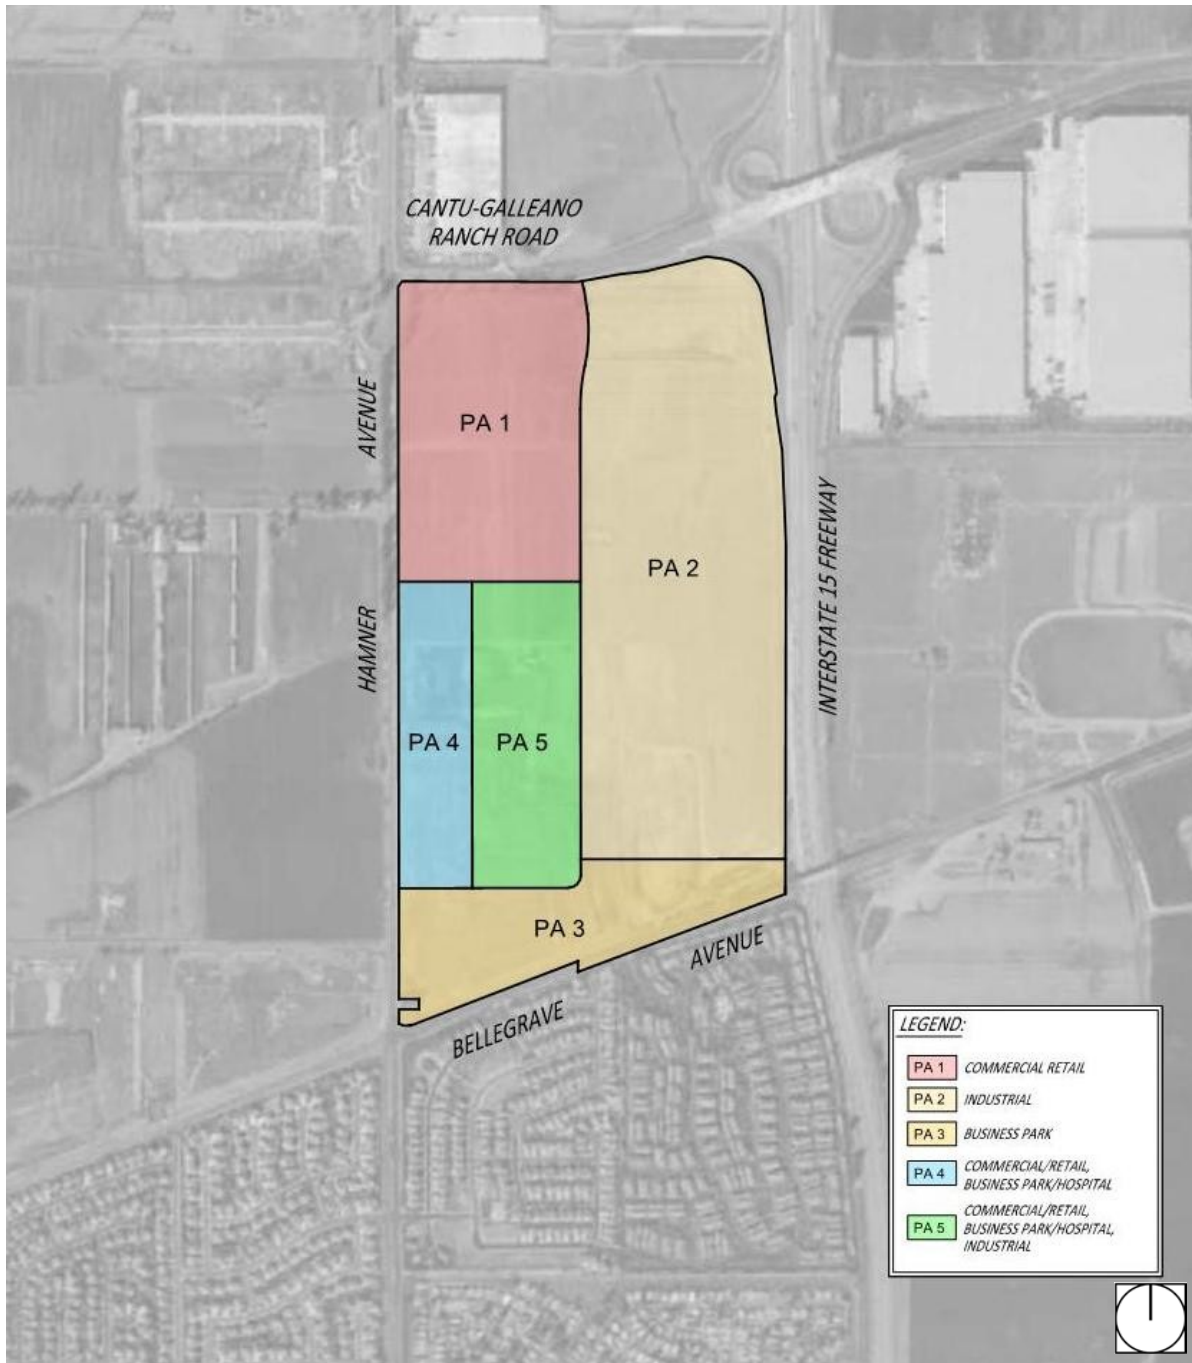 CANTU-GALLEANO
RANCH ROAD
AVENUE
PA 1
INTERSTATE 15 FREEWAY
PA 2
HAMNER
PA 4
PA 5
PA 3
AVENUE
BELLEGRAVE
LEGEND:
PA 1 COMMERCIAL RETAIL
PA 2 INDUSTRIAL
PA 3 BUSINESS PARK
PA 4 COMMERCIAL/RETAIL,
BUSINESS PARK/HOSPITAL
PA 5 COMMERCIAL/RETAIL,
BUSINESS PARK/HOSPITAL,
INDUSTRIAL